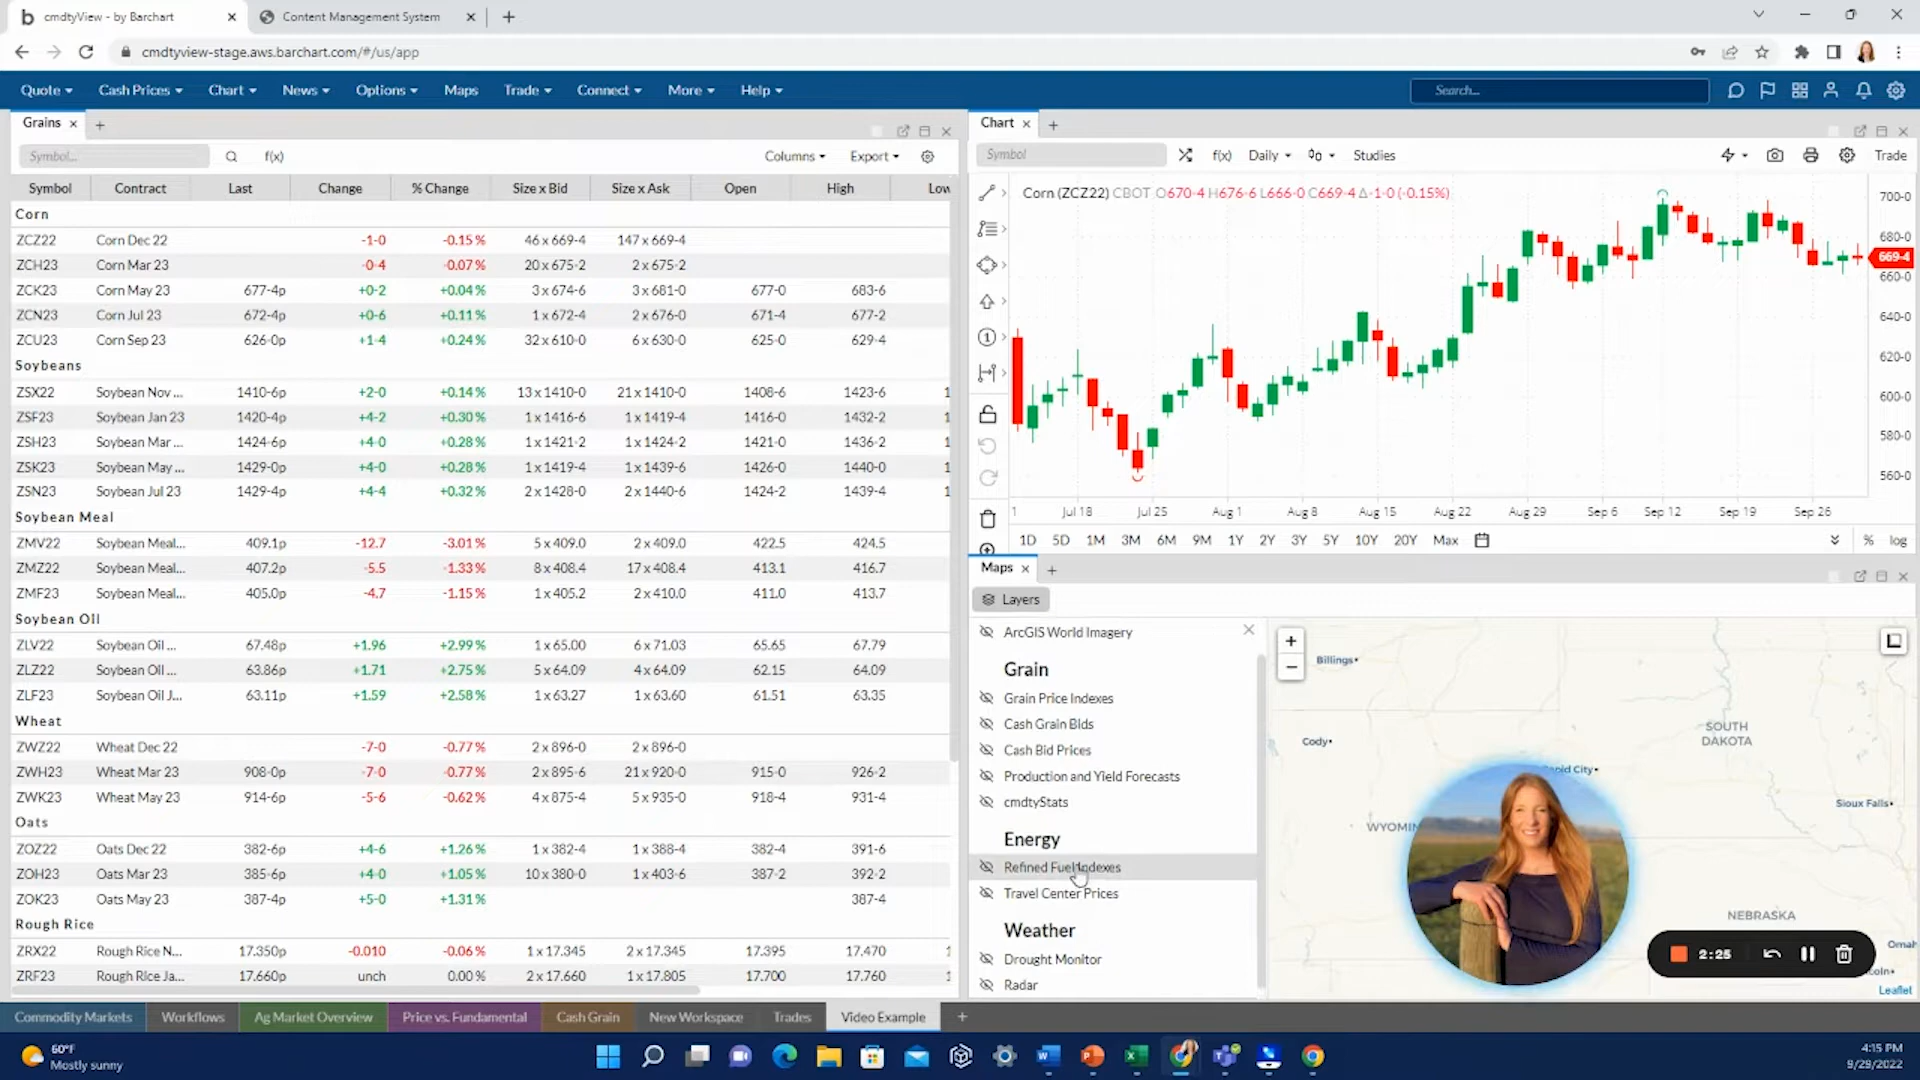 cmdtyView - by Barchart
Content Management System
cmdtyview-stage.aws.barchart.com/#/us/app
Quote Cash Prices Chart News Options Maps Trade Connect More Help Search...
Grains
Symbol... f(x) Columns Export
Symbol Contract Last Change % Change Size x Bid Size x Ask Open High Low
Corn
ZCZ22 Corn Dec 22 -1-0 -0.15 % 46 x 669-4 147 x 669-4
ZCH23 Corn Mar 23 -0-4 -0.07 % 20 x 675-2 2 x 675-2
ZCK23 Corn May 23 677-4p +0-2 +0.04 % 3 x 674-6 3 x 681-0 677-0 683-6
ZCN23 Corn Jul 23 672-4p +0-6 +0.11 % 1 x 672-4 2 x 676-0 671-4 677-2
ZCU23 Corn Sep 23 626-0p +1-4 +0.24 % 32 x 610-0 6 x 630-0 625-0 629-4
Soybeans
ZSX22 Soybean Nov ... 1410-6p +2-0 +0.14 % 13 x 1410-0 21 x 1410-0 1408-6 1423-6 1
ZSF23 Soybean Jan 23 1420-4p +4-2 +0.30 % 1 x 1416-6 1 x 1419-4 1416-0 1432-2 1
ZSH23 Soybean Mar ... 1424-6p +4-0 +0.28 % 1 x 1421-2 1 x 1424-2 1421-0 1436-2 1
ZSK23 Soybean May ... 1429-0p +4-0 +0.28 % 1 x 1419-4 1 x 1439-6 1426-0 1440-0 1
ZSN23 Soybean Jul 23 1429-4p +4-4 +0.32 % 2 x 1428-0 2 x 1440-6 1424-2 1439-4 1
Soybean Meal
ZMV22 Soybean Meal... 409.1p -12.7 -3.01 % 5 x 409.0 2 x 409.0 422.5 424.5
ZMZ22 Soybean Meal... 407.2p -5.5 -1.33 % 8 x 408.4 17 x 408.4 413.1 416.7
ZMF23 Soybean Meal... 405.0p -4.7 -1.15 % 1 x 405.2 2 x 410.0 411.0 413.7
Soybean Oil
ZLV22 Soybean Oil ... 67.48p +1.96 +2.99 % 1 x 65.00 6 x 71.03 65.65 67.79
ZLZ22 Soybean Oil ... 63.86p +1.71 +2.75 % 5 x 64.09 4 x 64.09 62.15 64.09
ZLF23 Soybean Oil J... 63.11p +1.59 +2.58 % 1 x 63.27 1 x 63.60 61.51 63.35
Wheat
ZWZ22 Wheat Dec 22 -7-0 -0.77 % 2 x 896-0 2 x 896-0
ZWH23 Wheat Mar 23 908-0p -7-0 -0.77 % 2 x 895-6 21 x 920-0 915-0 926-2
ZWK23 Wheat May 23 914-6p -5-6 -0.62 % 4 x 875-4 5 x 935-0 918-4 931-4
Oats
ZOZ22 Oats Dec 22 382-6p +4-6 +1.26 % 1 x 382-4 1 x 388-4 382-4 391-6
ZOH23 Oats Mar 23 385-6p +4-0 +1.05 % 10 x 380-0 1 x 403-6 387-2 392-2
ZOK23 Oats May 23 387-4p +5-0 +1.31 % 387-4
Rough Rice
ZRX22 Rough Rice N... 17.350p -0.010 -0.06 % 1 x 17.345 2 x 17.345 17.395 17.470 1
ZRF23 Rough Rice Ja... 17.660p unch 0.00 % 2 x 17.660 1 x 17.805 17.700 17.760 1
Chart
Symbol f(x) Daily Studies Trade
Corn (ZCZ22) CBOT O670-4 H676-6 L666-0 C669-4 Δ-1-0 (-0.15%)
700-0
680-0
669-4
660-0
640-0
620-0
600-0
580-0
560-0
1 Jul 18 Jul 25 Aug 1 Aug 8 Aug 15 Aug 22 Aug 29 Sep 6 Sep 12 Sep 19 Sep 26
1D 5D 1M 3M 6M 9M 1Y 2Y 3Y 5Y 10Y 20Y Max % log
Maps
Layers
ArcGIS World Imagery
Grain
Grain Price Indexes
Cash Grain Bids
Cash Bid Prices
Production and Yield Forecasts
cmdtyStats
Energy
Refined Fuel Indexes
Travel Center Prices
Weather
Drought Monitor
Radar
+
−
Billings
SOUTH
DAKOTA
Cody
pid City
Sioux Falls
WYOMIN
NEBRASKA
Omah
2:25
coln
Leaflet
Commodity Markets Workflows Ag Market Overview Price vs. Fundamental Cash Grain New Workspace Trades Video Example +
60°F
Mostly sunny
4:15 PM
9/29/2022